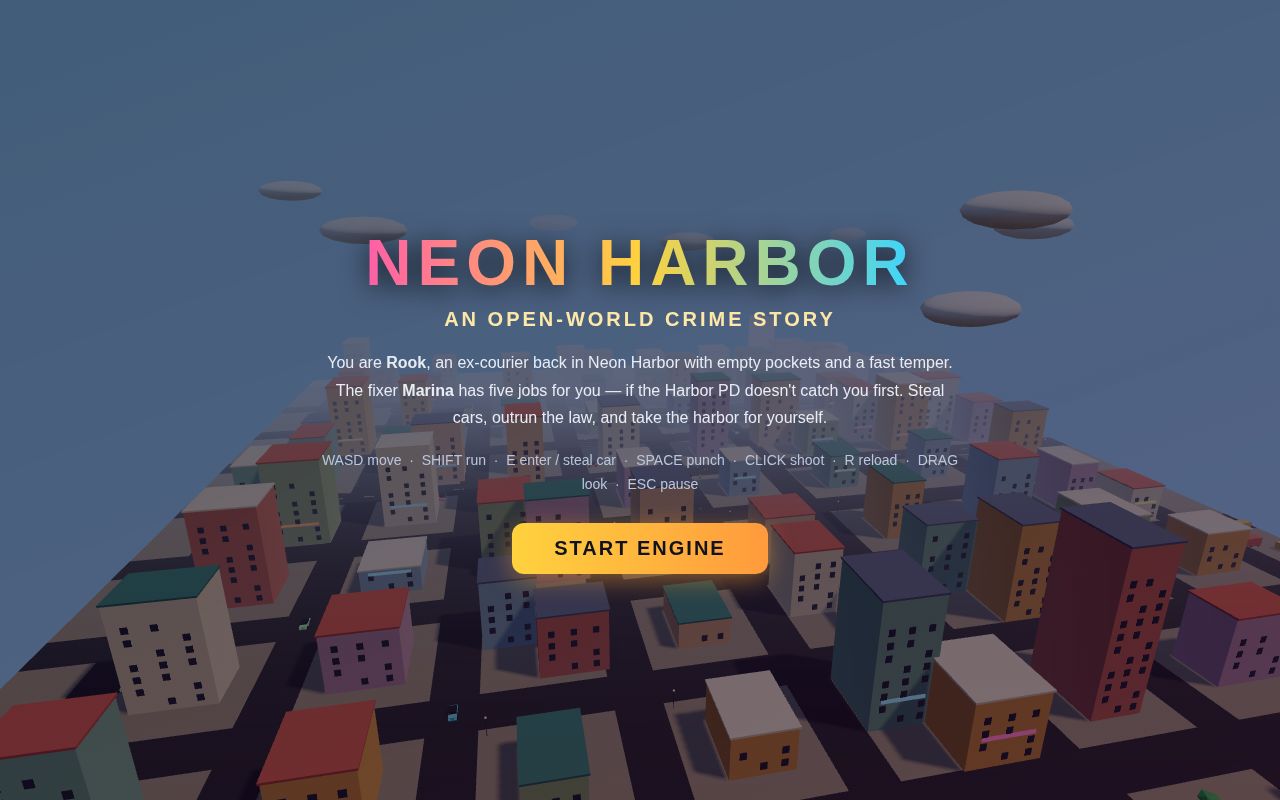 NEON HARBOR
AN OPEN-WORLD CRIME STORY
You are Rook, an ex-courier back in Neon Harbor with empty pockets and a fast temper.
The fixer Marina has five jobs for you — if the Harbor PD doesn't catch you first. Steal
cars, outrun the law, and take the harbor for yourself.
WASD move · SHIFT run · E enter / steal car · SPACE punch · CLICK shoot · R reload · DRAG
look · ESC pause
START ENGINE